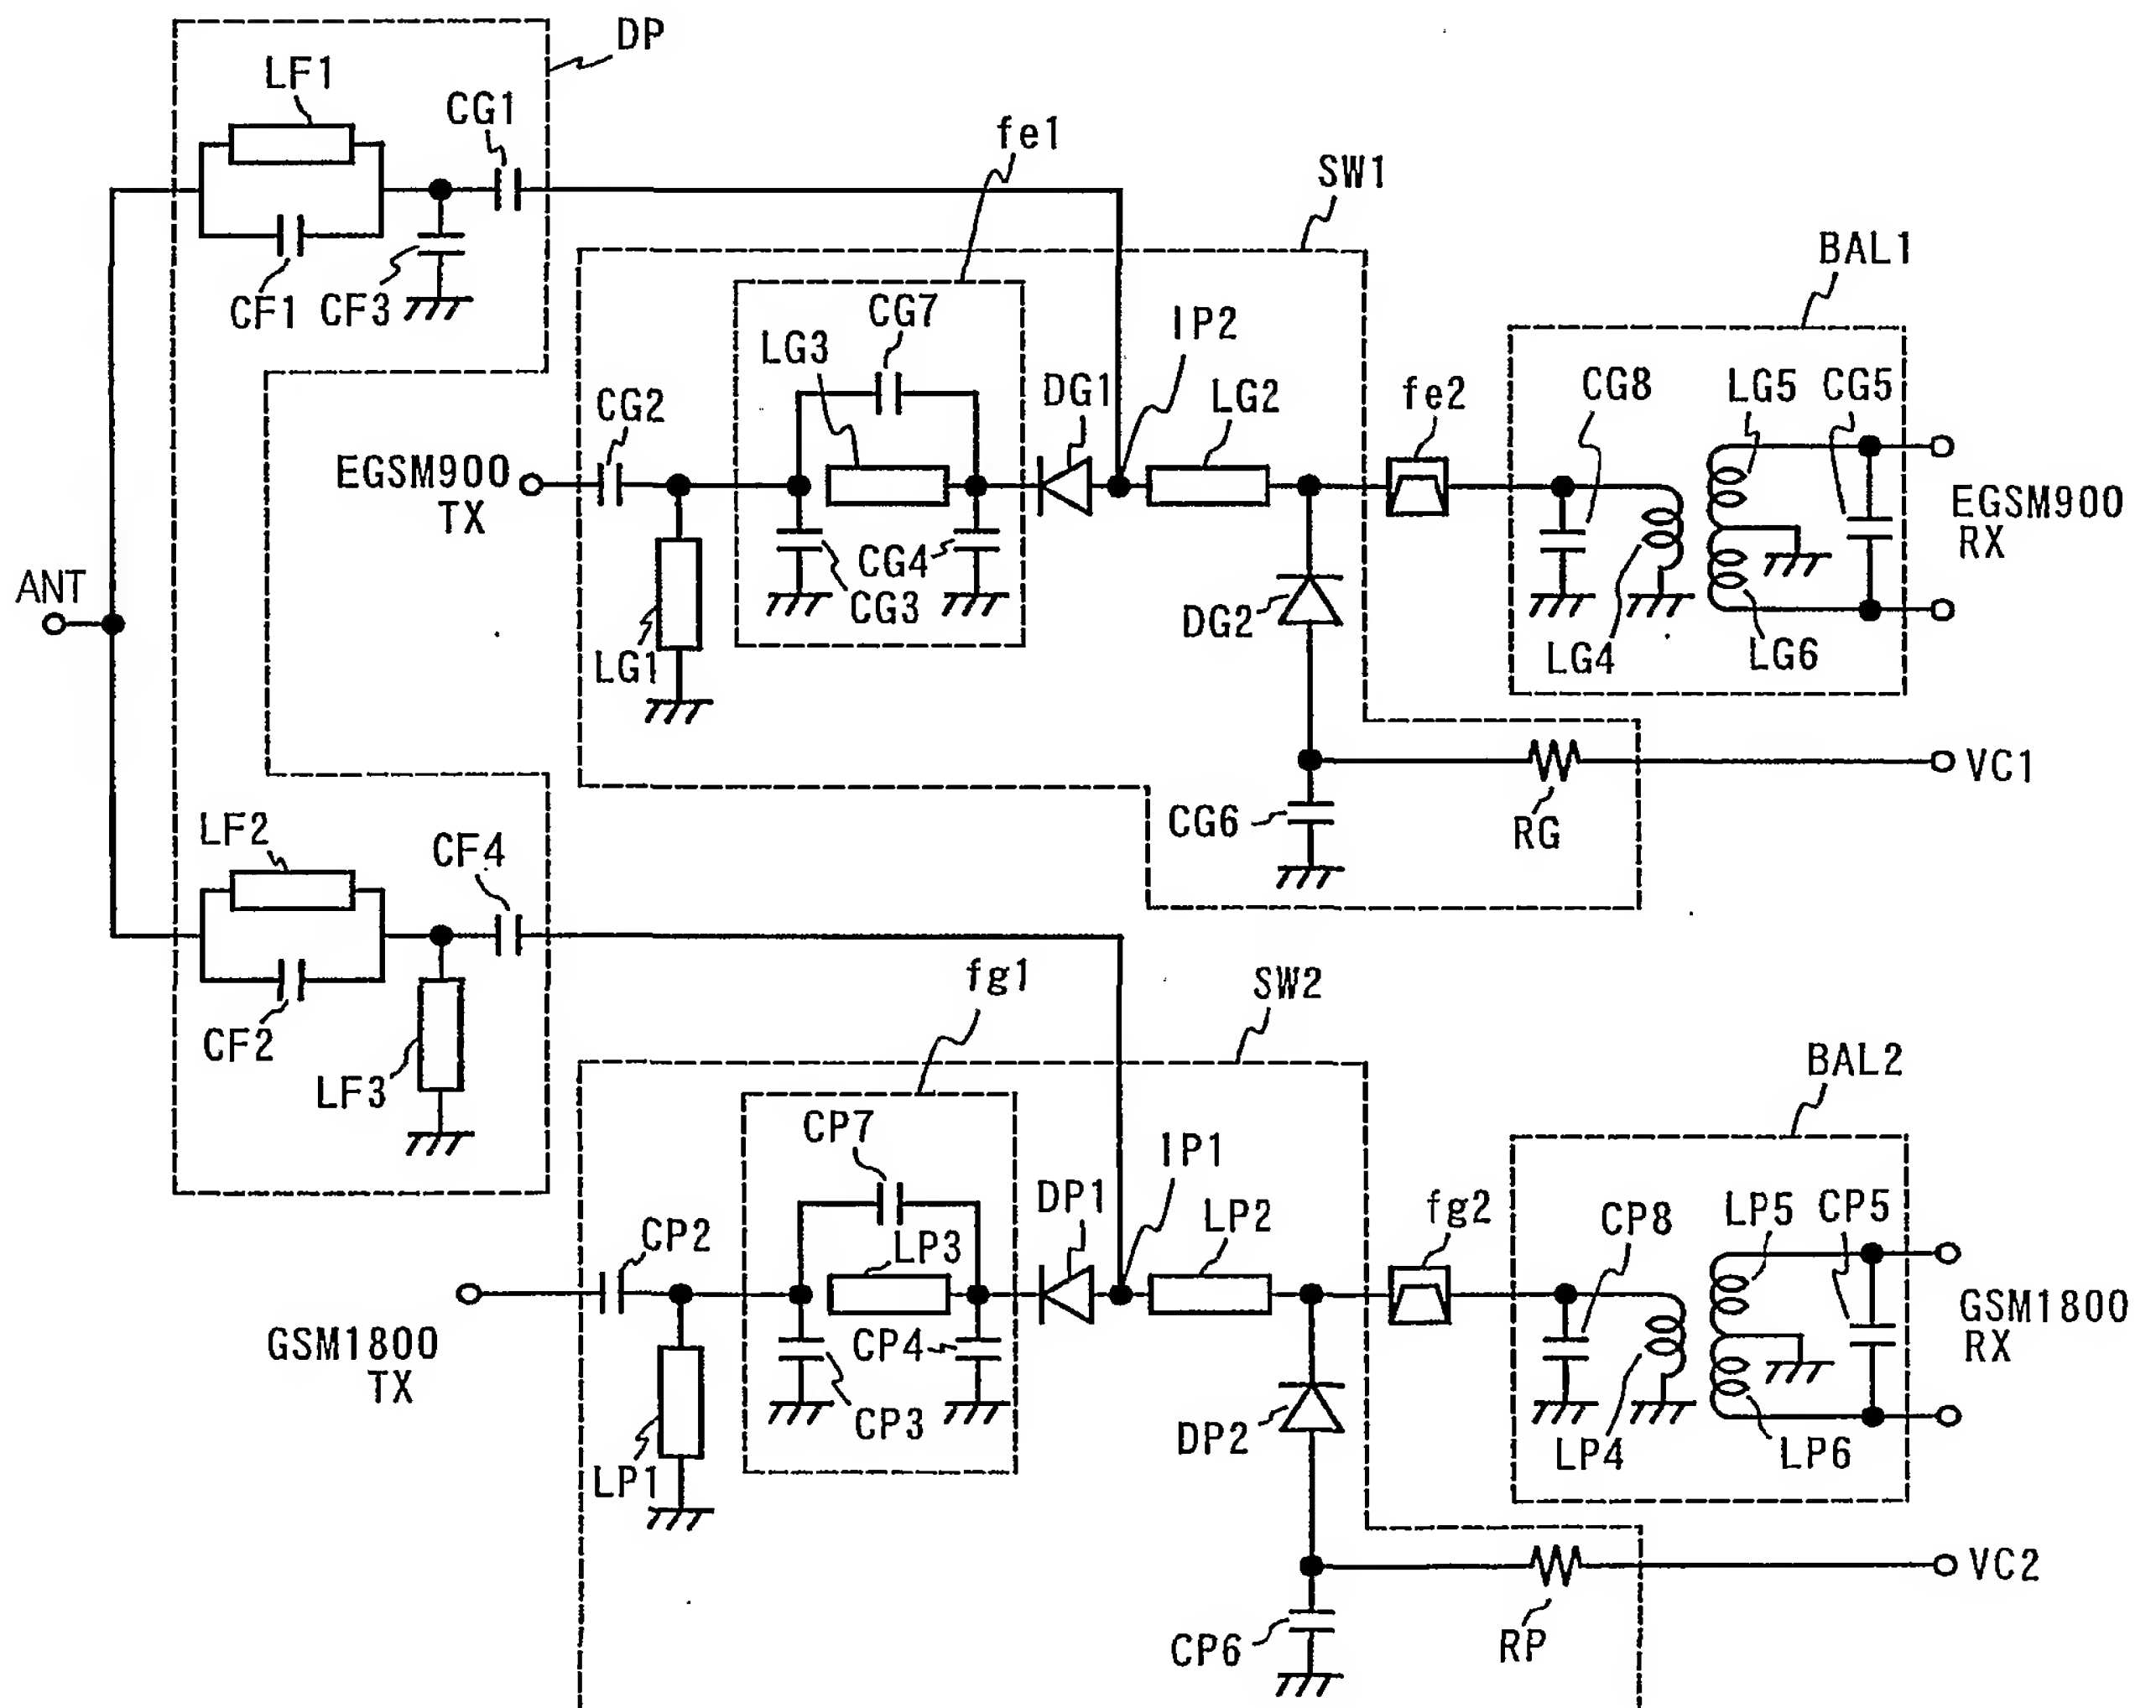 DP
LF1
CG1
fe1
SW1
CF1
CF3
BAL1
CG7
IP2
LG3
DG1
LG2
fe2
CG8
LG5
CG5
CG2
EGSM900
TX
EGSM900
RX
CG4
CG3
ANT
DG2
LG1
LG4
LG6
VC1
CG6
RG
LF2
CF4
fg1
SW2
CF2
LF3
BAL2
CP7
IP1
DP1
LP2
fg2
CP8
LP5
CP5
CP2
LP3
GSM1800
TX
GSM1800
RX
CP4
CP3
DP2
LP1
LP4
LP6
VC2
CP6
RP